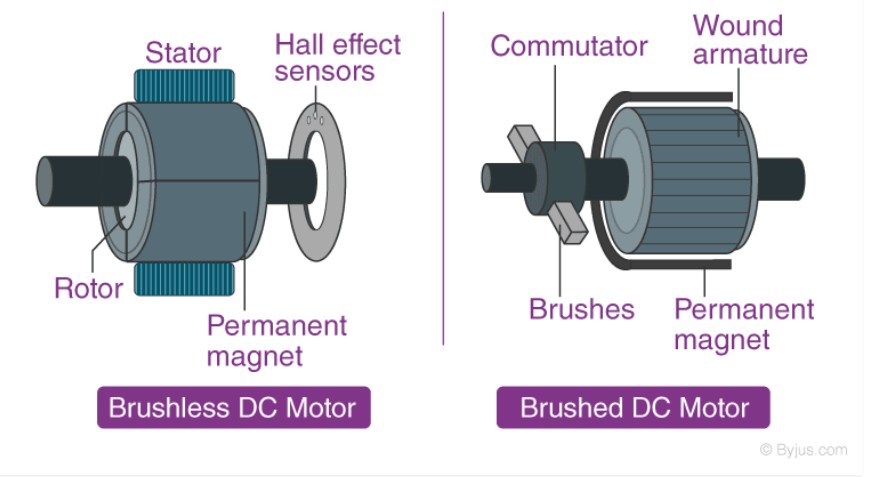 Stator
Hall effect
sensors
Rotor
Permanent
magnet
Brushless DC Motor
Commutator
Wound
armature
Brushes
Permanent
magnet
Brushed DC Motor
© Byjus.com